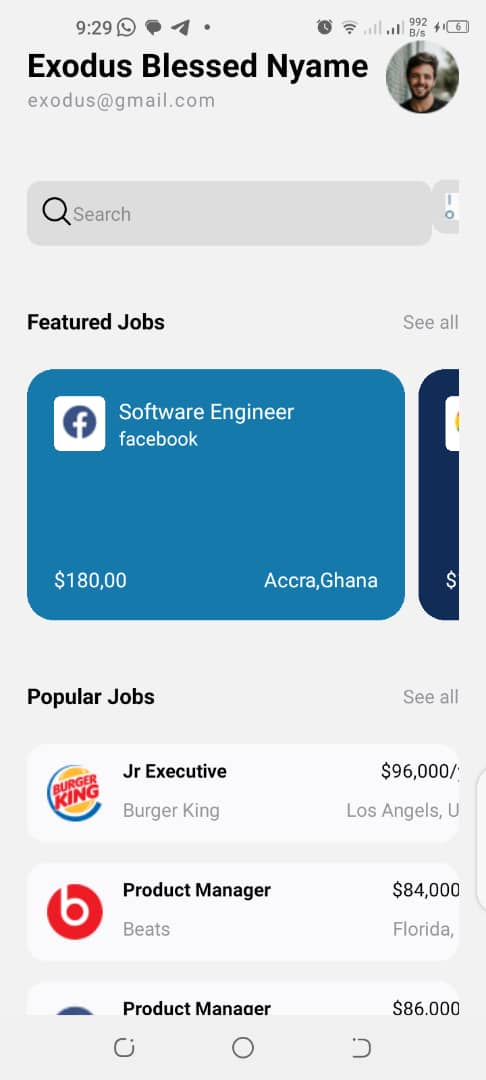 9:29
992
B/s
6
Exodus Blessed Nyame
exodus@gmail.com
Search
Featured Jobs See all
Software Engineer
facebook
$180,00 Accra,Ghana $
Popular Jobs See all
BURGER KING
Jr Executive $96,000/
Burger King Los Angels, U
Product Manager $84,000
Beats Florida,
Product Manager $86,000